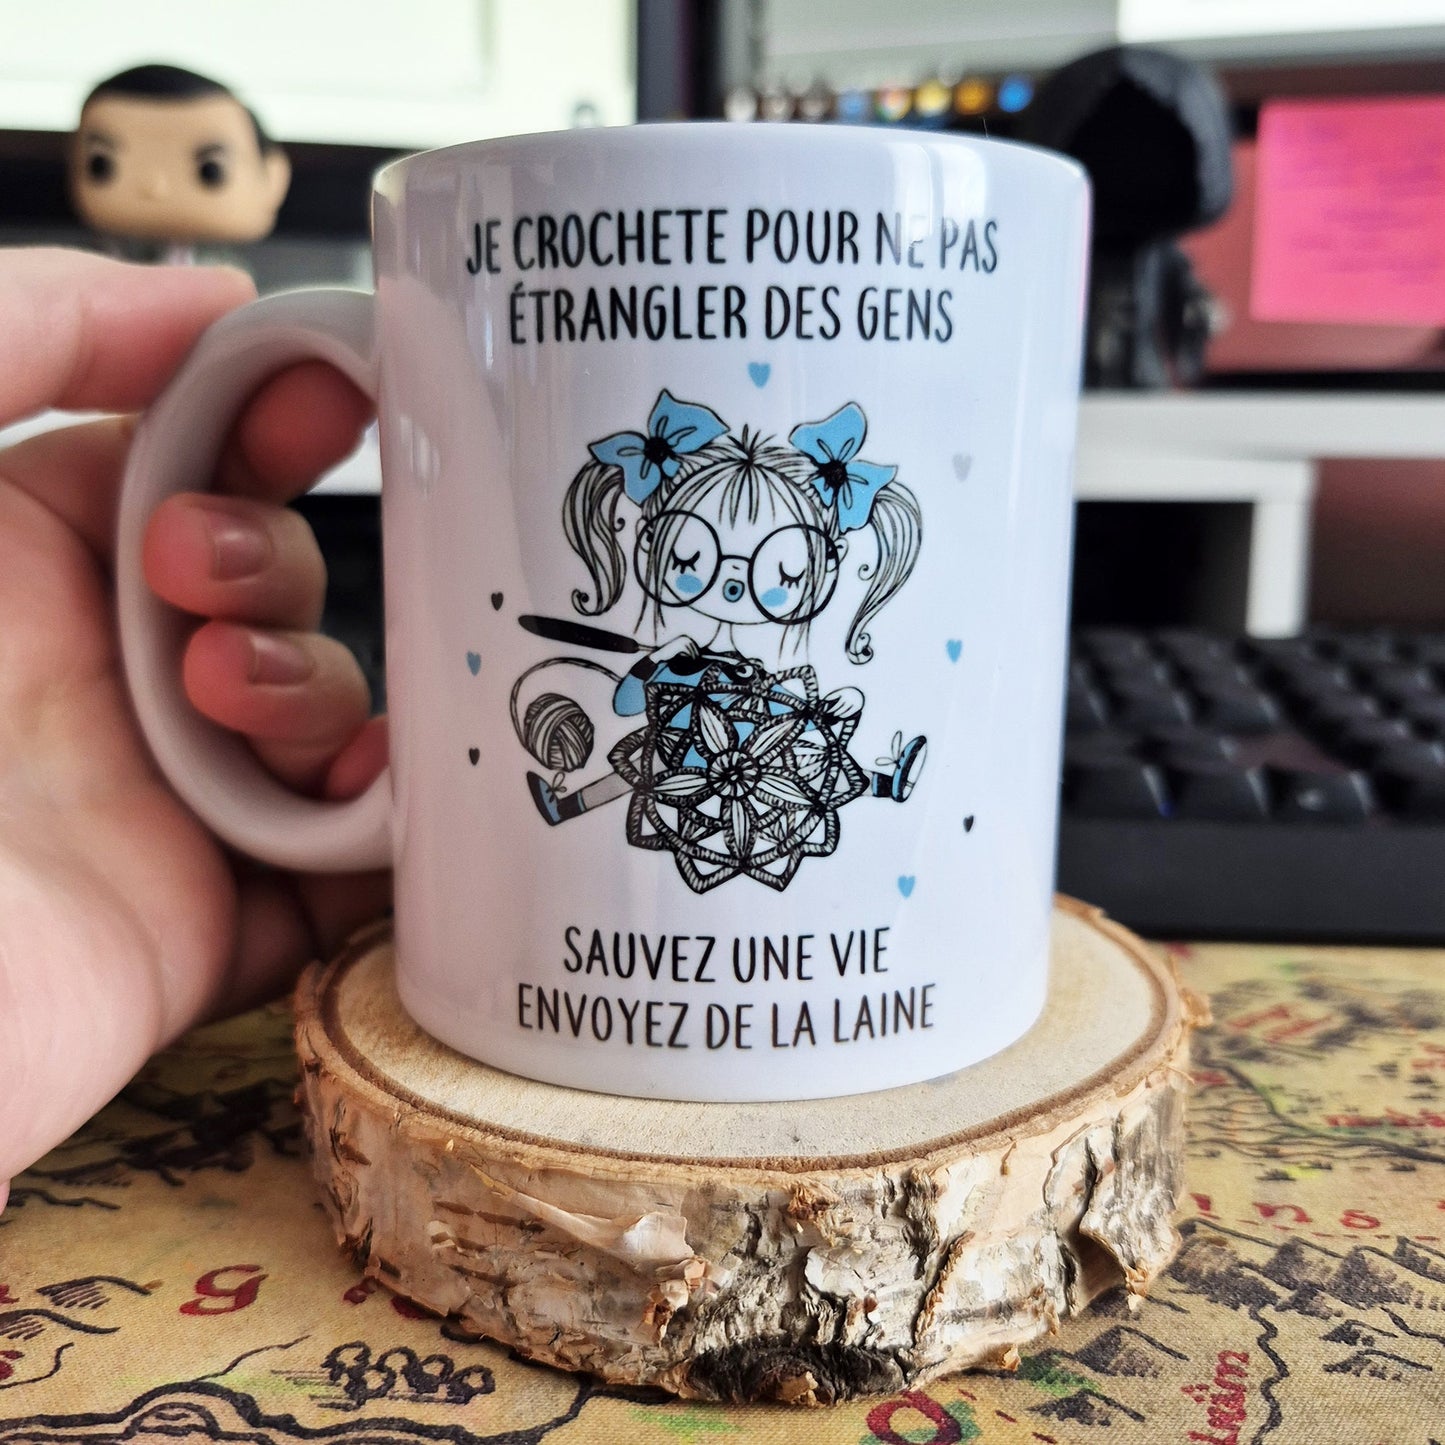 JE CROCHETE POUR NE PAS
ÉTRANGLER DES GENS
SAUVEZ UNE VIE
ENVOYEZ DE LA LAINE